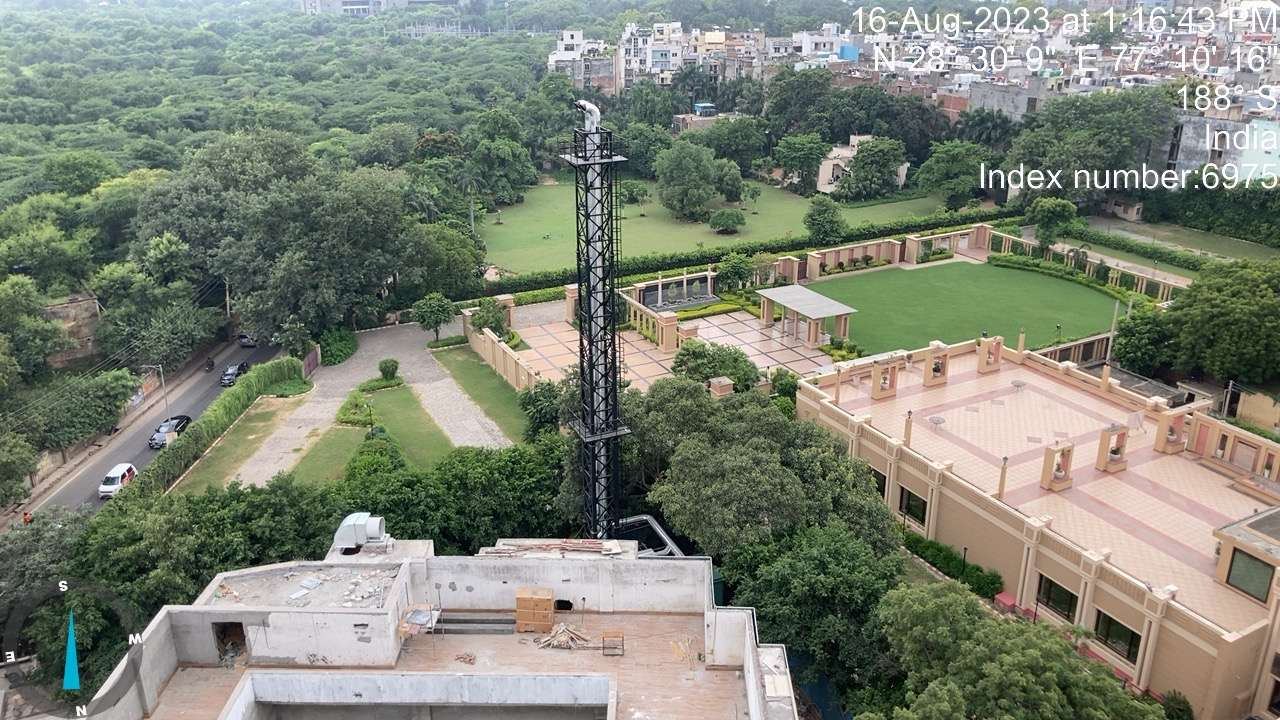 16-Aug-2023 at 1:16:43 PM
N 28° 30' 9", E 77° 10' 16"
188° S
India
Index number:6975
S
E W
N